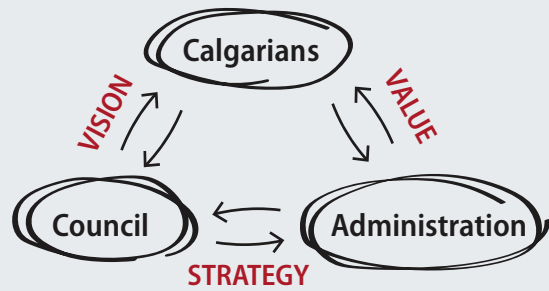 Calgarians
VISION
VALUE
Council
Administration
STRATEGY